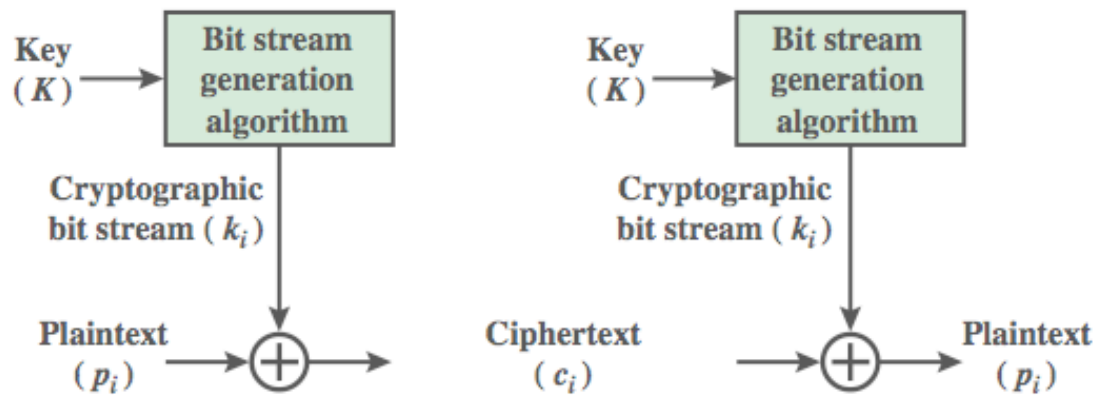 Key
( K )
Bit stream
generation
algorithm
Cryptographic
bit stream ( kᵢ )
Plaintext
( pᵢ )
Ciphertext
( cᵢ )
Key
( K )
Bit stream
generation
algorithm
Cryptographic
bit stream ( kᵢ )
Plaintext
( pᵢ )